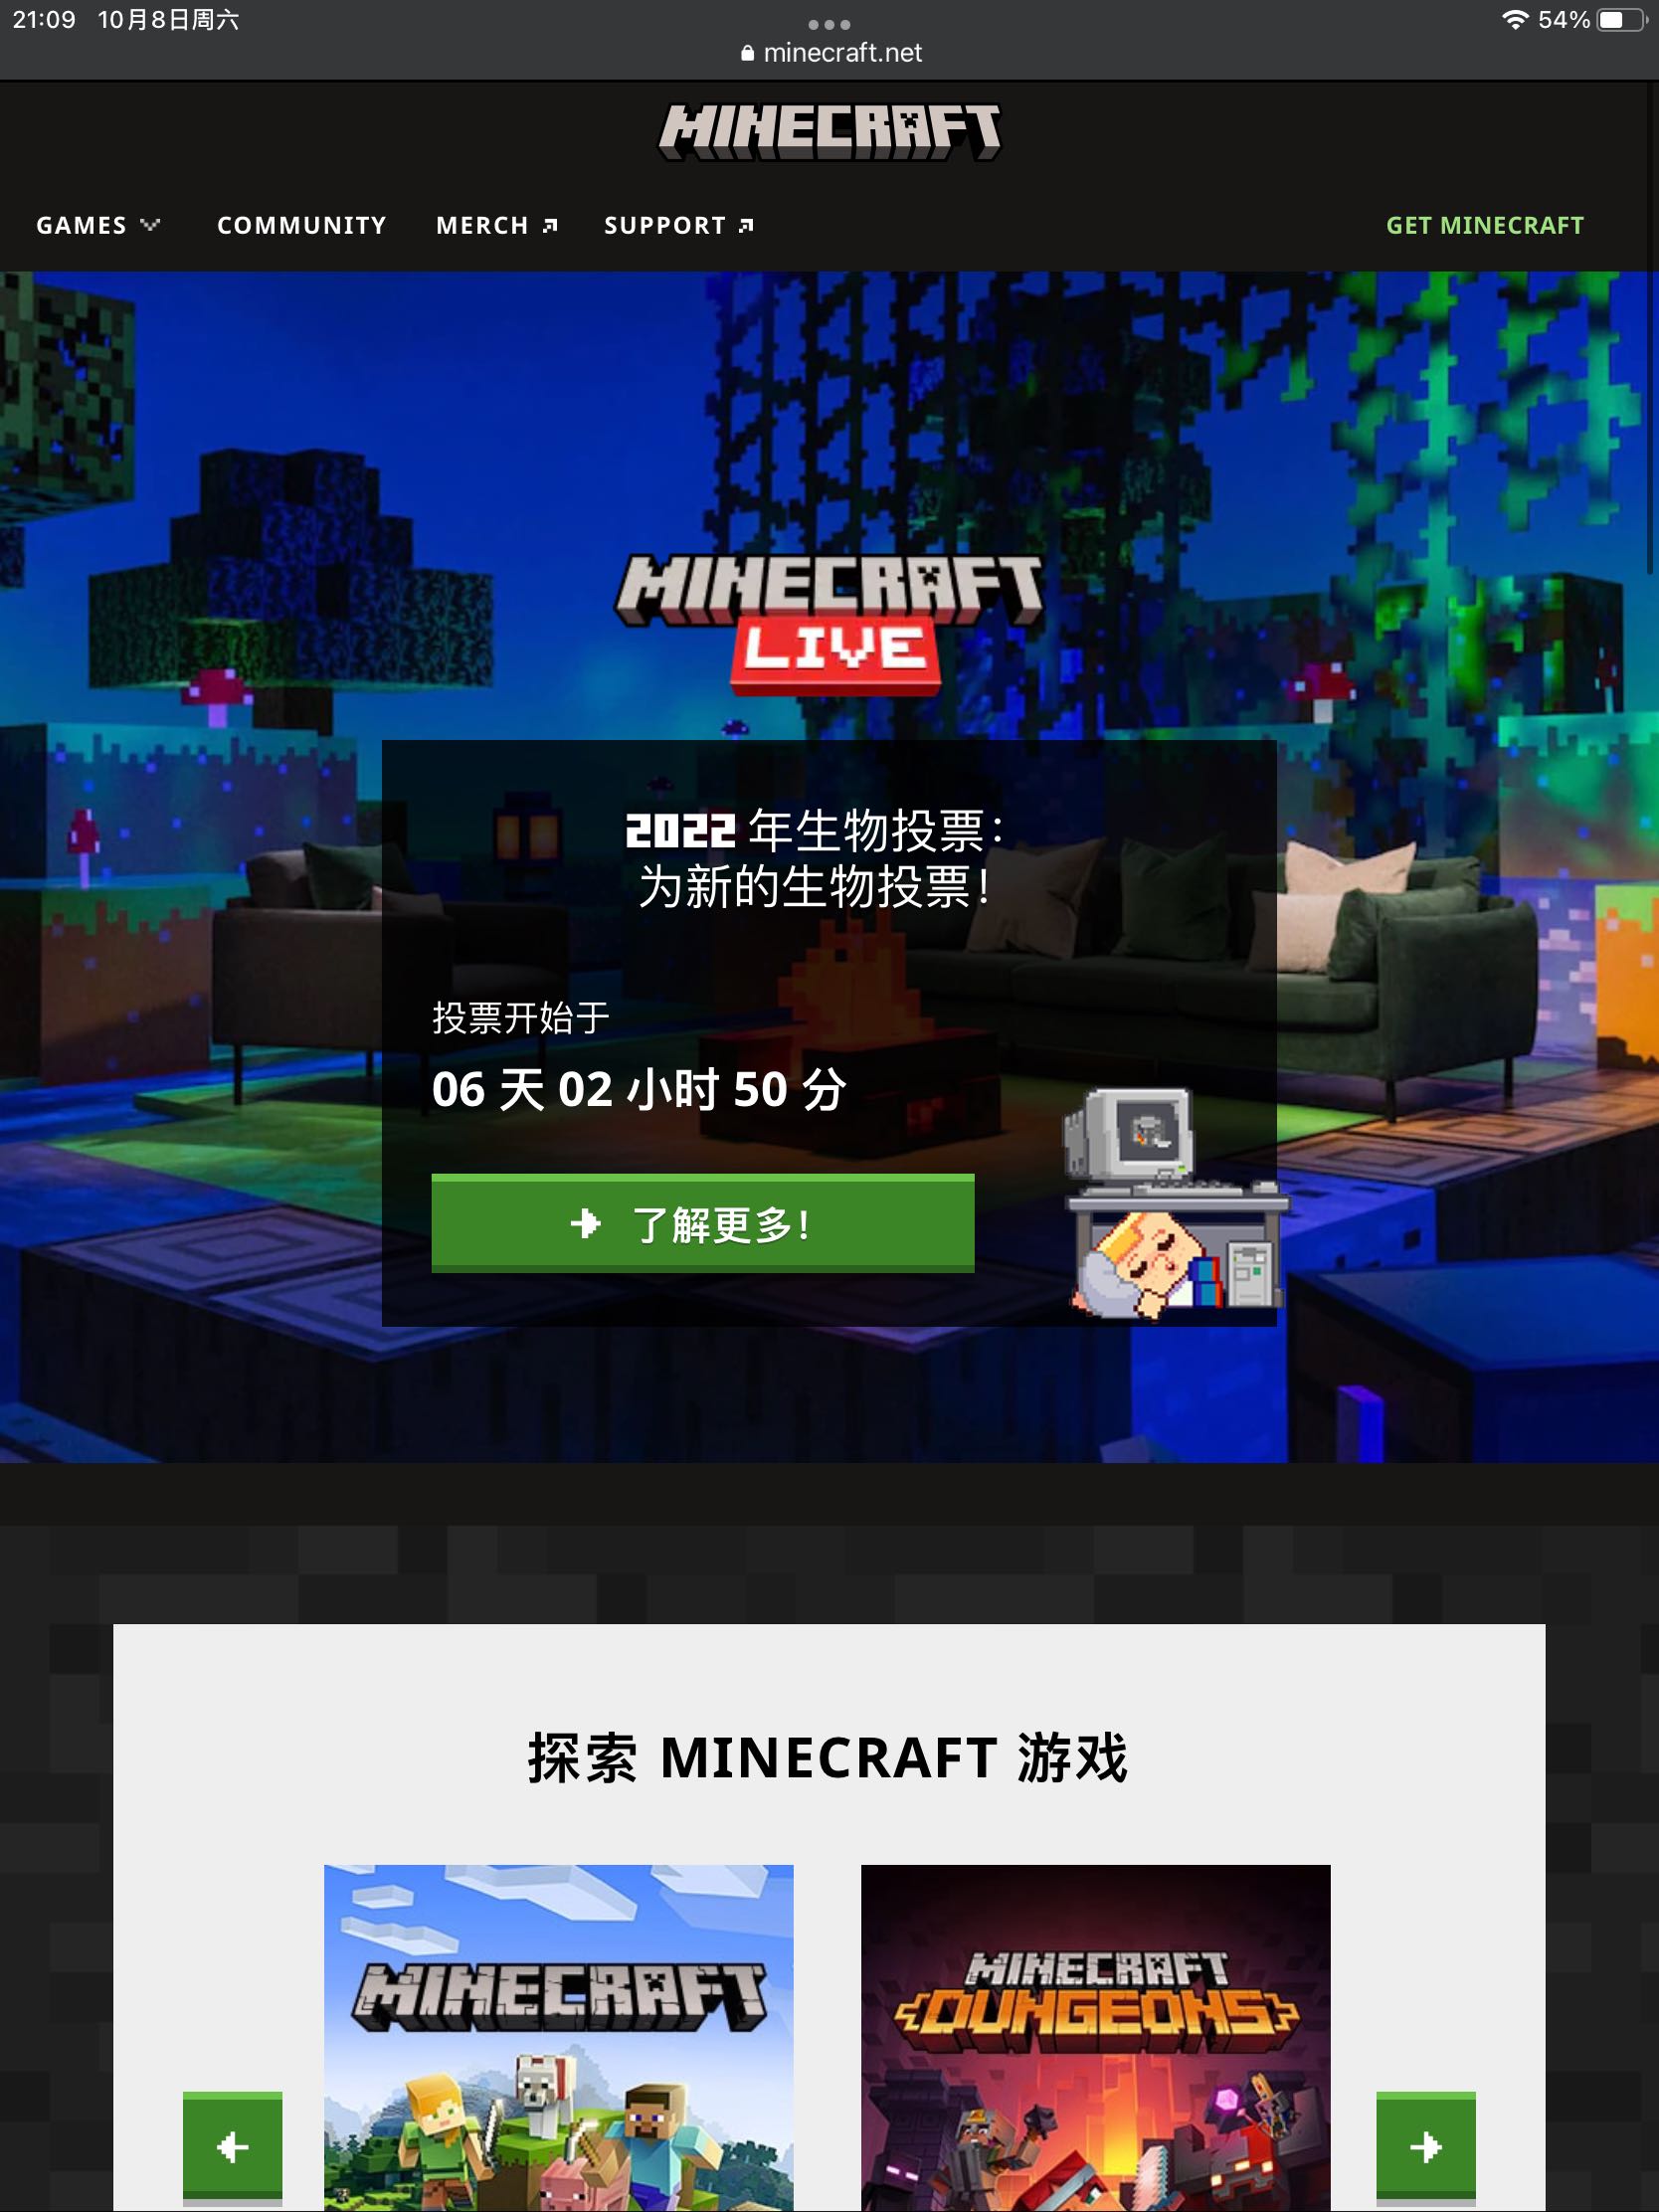 21:09 10月8日周六
54%
minecraft.net
MINECRAFT
GAMES COMMUNITY MERCH SUPPORT GET MINECRAFT
MINECRAFT
LIVE
2022 年生物投票：
为新的生物投票！
投票开始于
06 天 02 小时 50 分
了解更多！
探索 MINECRAFT 游戏
MINECRAFT
MINECRAFT
DUNGEONS